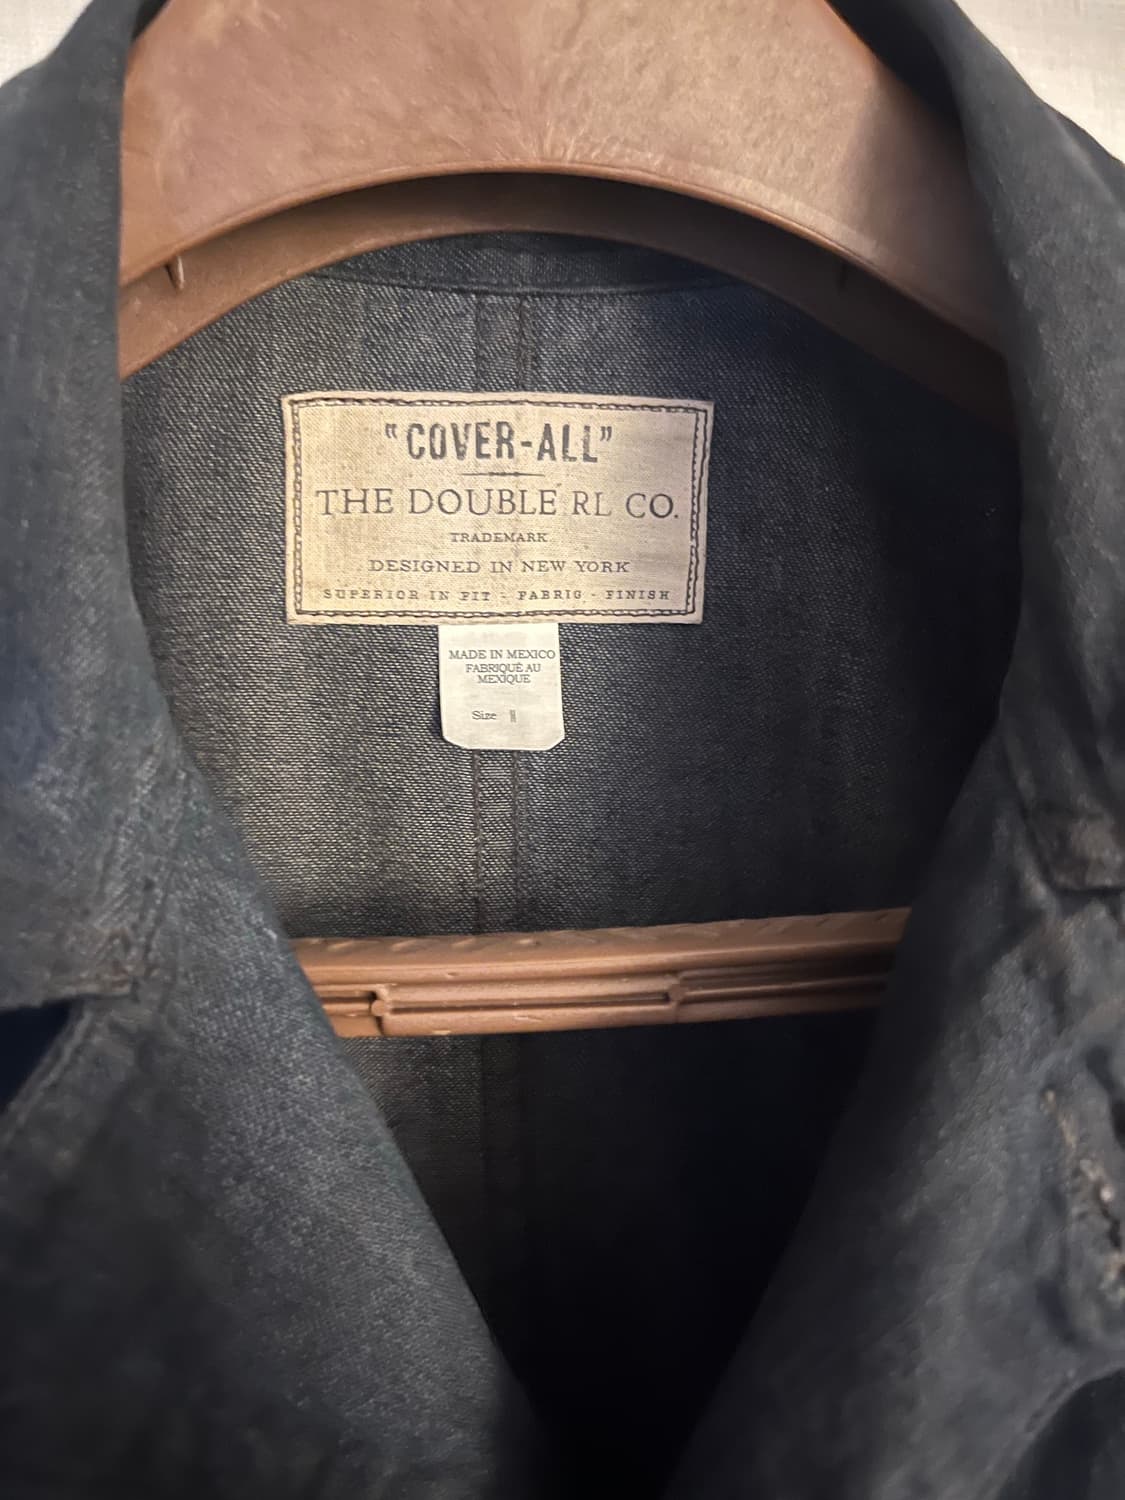 "COVER-ALL"
THE DOUBLE RL CO.
TRADEMARK
DESIGNED IN NEW YORK
SUPERIOR IN FIT - FABRIC - FINISH
MADE IN MEXICO
FABRIQUÉ AU
MEXIQUE
Size